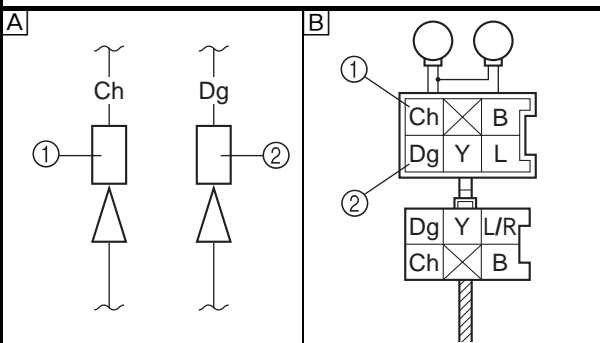 A
Ch Dg
① ②
B
①
Ch B
Dg Y L
②
Dg Y L/R
Ch B